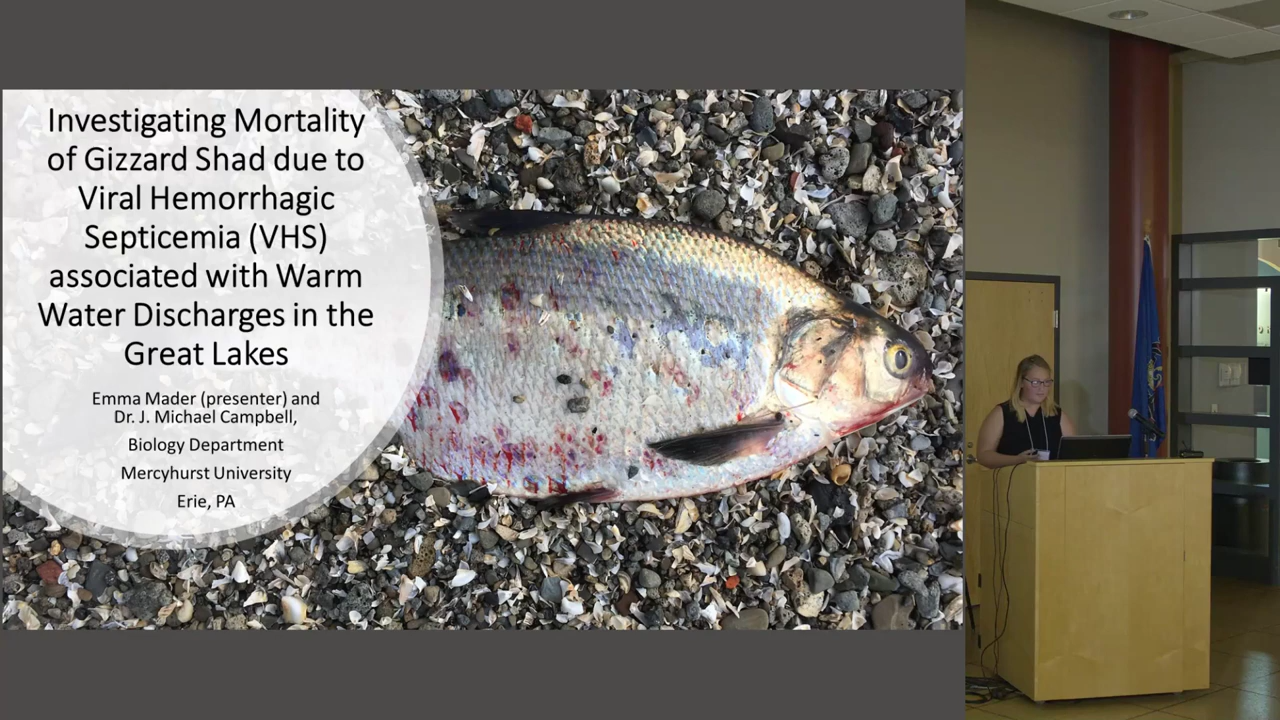 Investigating Mortality
of Gizzard Shad due to
Viral Hemorrhagic
Septicemia (VHS)
associated with Warm
Water Discharges in the
Great Lakes
Emma Mader (presenter) and
Dr. J. Michael Campbell,
Biology Department
Mercyhurst University
Erie, PA